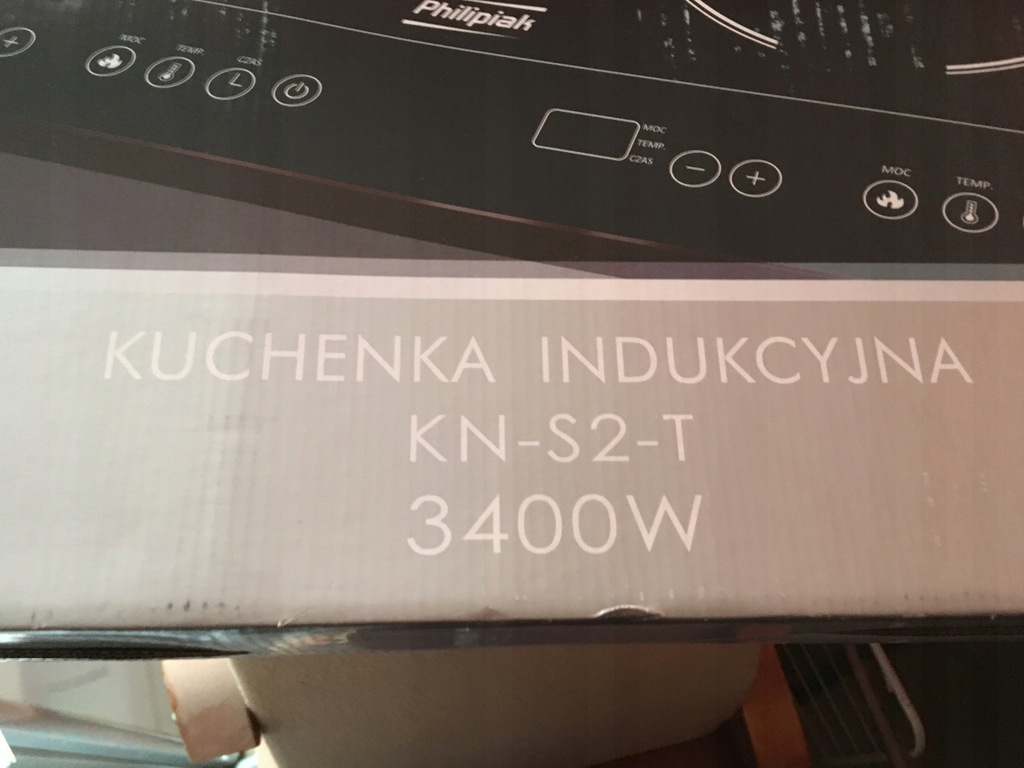 Philipiak
MOC TEMP. CZAS
MOC
TEMP.
CZAS
MOC TEMP.
KUCHENKA INDUKCYJNA
KN-S2-T
3400W